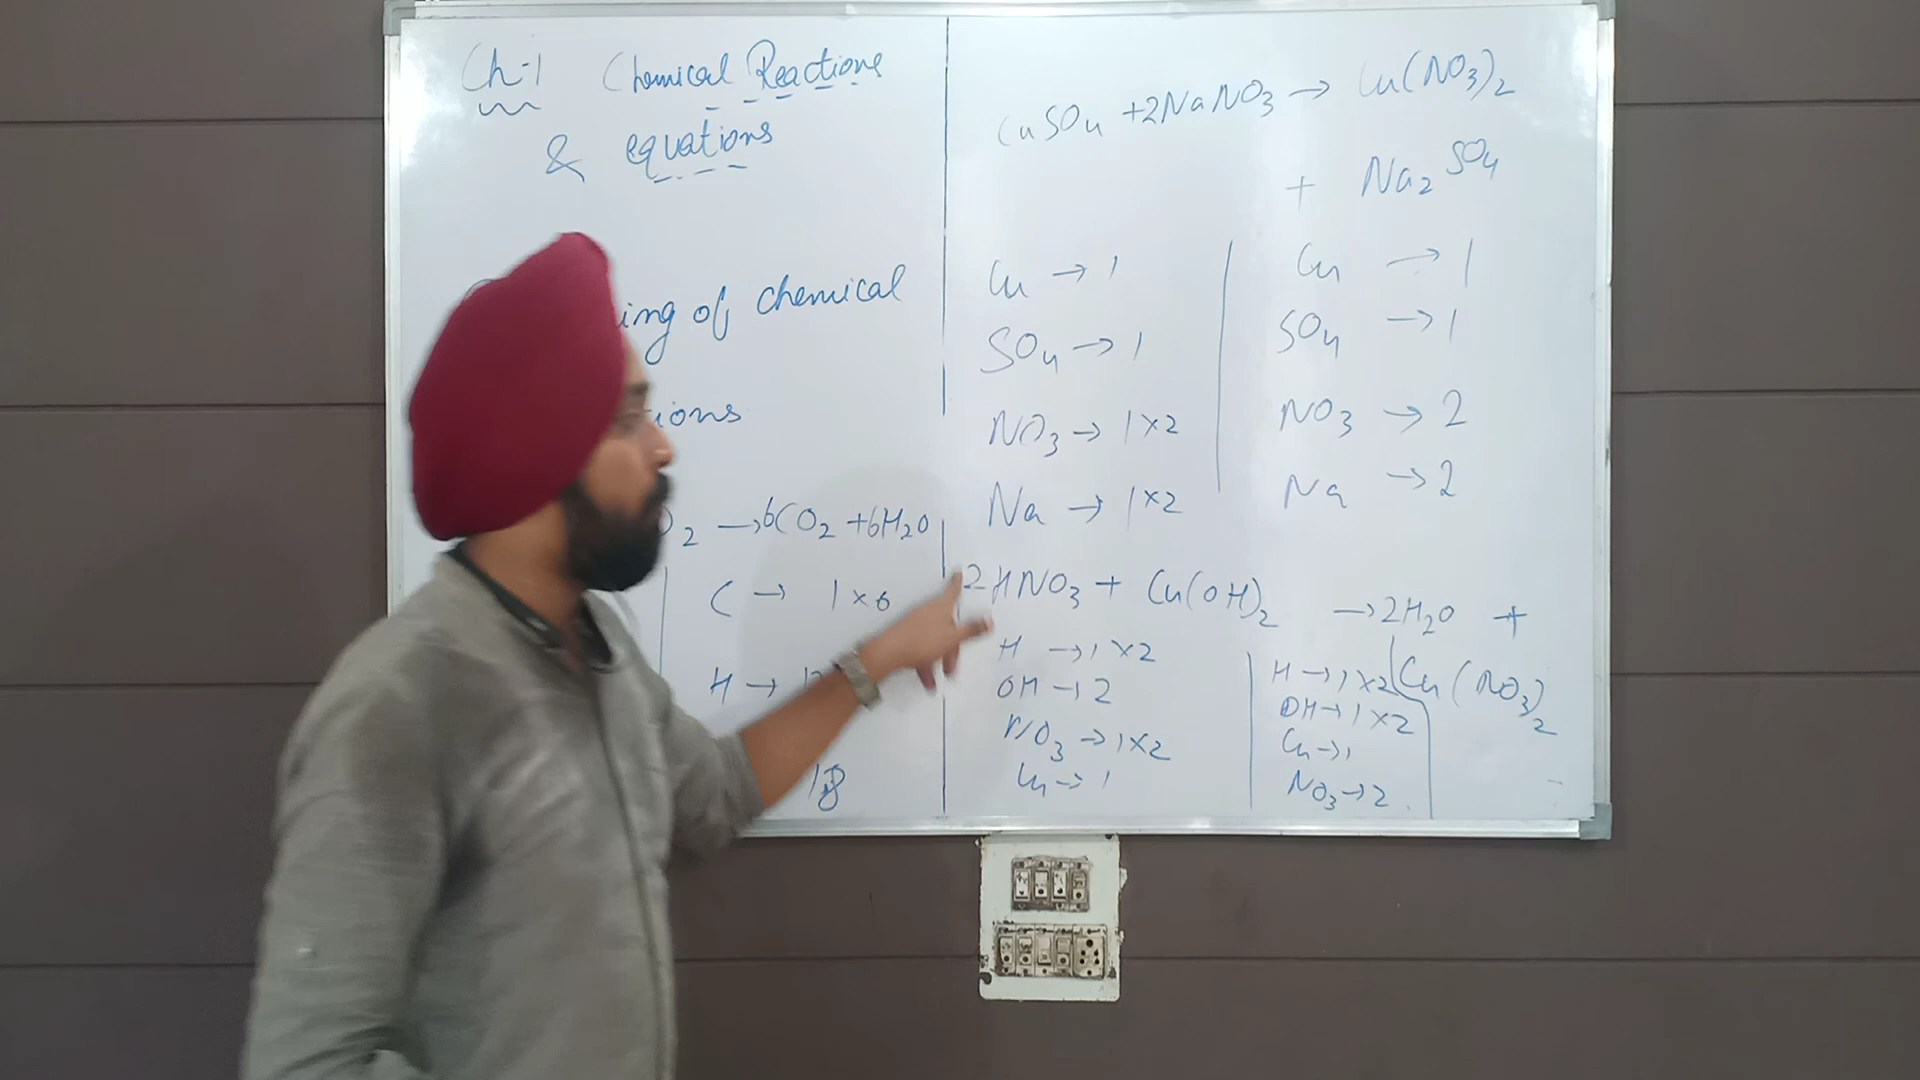 Ch-1 Chemical Reactions
& equations
ing of chemical
ions
O2 → 6CO2 + 6H2O
C → 1 × 6
H →
18
CuSO4 + 2NaNO3 → Cu(NO3)2
+ Na2SO4
Cu → 1
SO4 → 1
NO3 → 1 × 2
Na → 1 × 2
Cu → 1
SO4 → 1
NO3 → 2
Na → 2
2HNO3 + Cu(OH)2 → 2H2O +
Cu(NO3)2
H → 1 × 2
OH → 2
NO3 → 1 × 2
Cu → 1
H → 1 × 2
OH → 1 × 2
Cu → 1
NO3 → 2